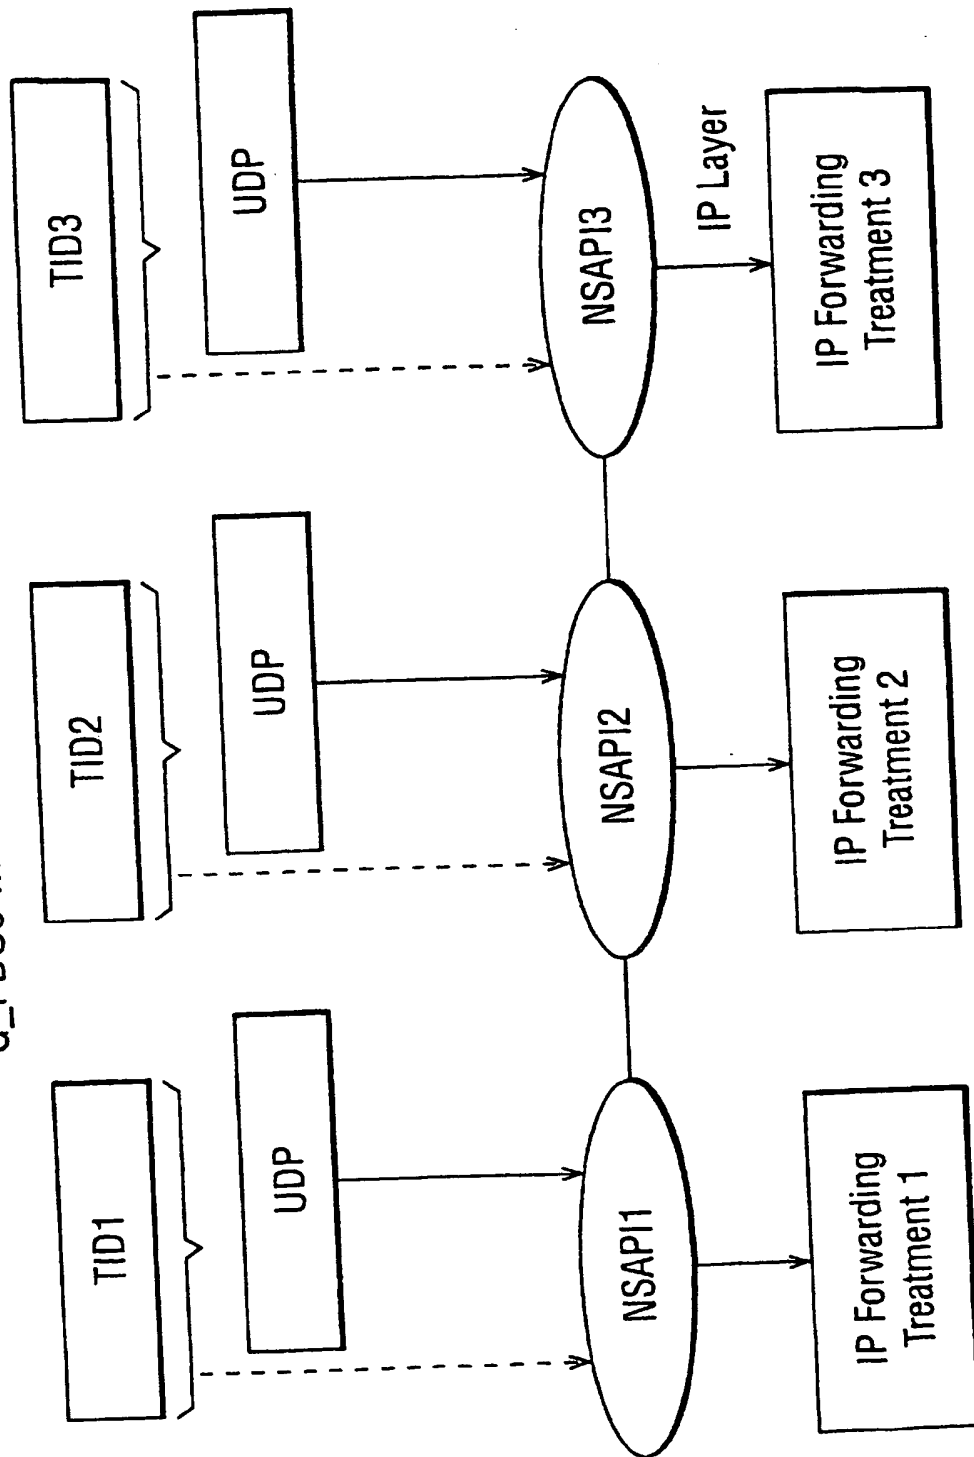 TID1
TID2
TID3
UDP
UDP
UDP
NSAPI1
NSAPI2
NSAPI3
IP Layer
IP Forwarding
Treatment 1
IP Forwarding
Treatment 2
IP Forwarding
Treatment 3